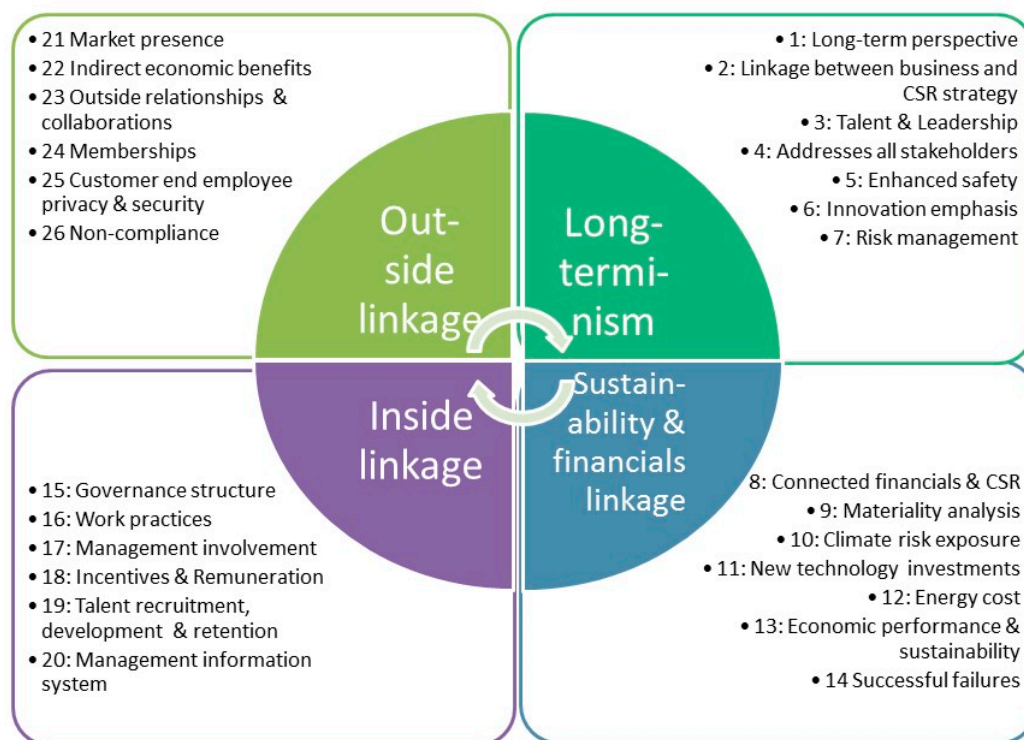 • 21 Market presence
• 22 Indirect economic benefits
• 23 Outside relationships &
collaborations
• 24 Memberships
• 25 Customer end employee
privacy & security
• 26 Non-compliance
• 1: Long-term perspective
• 2: Linkage between business and
CSR strategy
• 3: Talent & Leadership
• 4: Addresses all stakeholders
• 5: Enhanced safety
• 6: Innovation emphasis
• 7: Risk management
Out-
side
linkage
Long-
termi-
nism
Inside
linkage
Sustain-
ability &
financials
linkage
• 15: Governance structure
• 16: Work practices
• 17: Management involvement
• 18: Incentives & Remuneration
• 19: Talent recruitment,
development & retention
• 20: Management information
system
8: Connected financials & CSR
• 9: Materiality analysis
• 10: Climate risk exposure
• 11: New technology investments
• 12: Energy cost
• 13: Economic performance &
sustainability
• 14 Successful failures